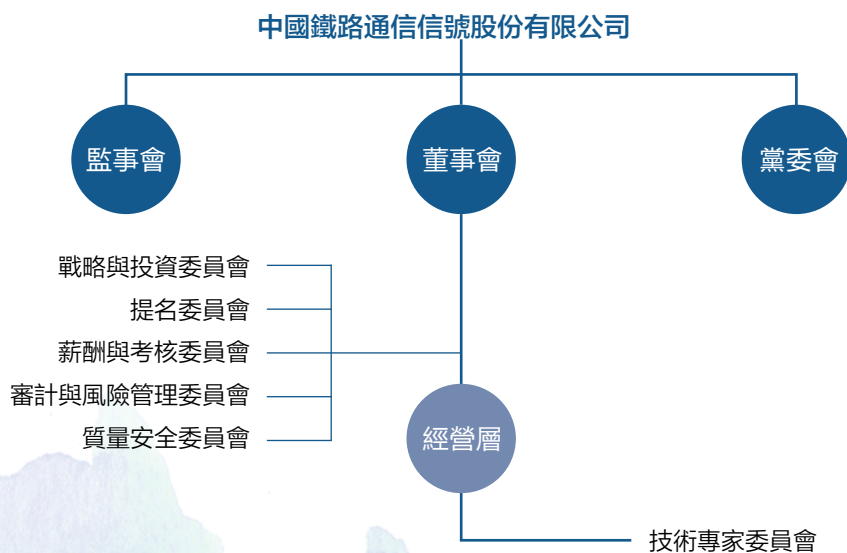 中國鐵路通信信號股份有限公司
監事會
董事會
黨委會
戰略與投資委員會
提名委員會
薪酬與考核委員會
審計與風險管理委員會
質量安全委員會
經營層
技術專家委員會